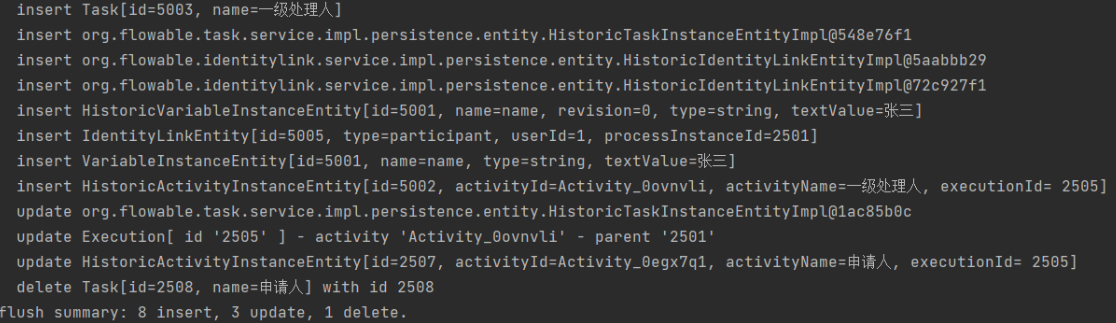 insert Task[id=5003, name=一级处理人]
insert org.flowable.task.service.impl.persistence.entity.HistoricTaskInstanceEntityImpl@548e76f1
insert org.flowable.identitylink.service.impl.persistence.entity.HistoricIdentityLinkEntityImpl@5aabbb29
insert org.flowable.identitylink.service.impl.persistence.entity.HistoricIdentityLinkEntityImpl@72c927f1
insert HistoricVariableInstanceEntity[id=5001, name=name, revision=0, type=string, textValue=张三]
insert IdentityLinkEntity[id=5005, type=participant, userId=1, processInstanceId=2501]
insert VariableInstanceEntity[id=5001, name=name, type=string, textValue=张三]
insert HistoricActivityInstanceEntity[id=5002, activityId=Activity_0ovnvli, activityName=一级处理人, executionId= 2505]
update org.flowable.task.service.impl.persistence.entity.HistoricTaskInstanceEntityImpl@1ac85b0c
update Execution[ id '2505' ] - activity 'Activity_0ovnvli' - parent '2501'
update HistoricActivityInstanceEntity[id=2507, activityId=Activity_0egx7q1, activityName=申请人, executionId= 2505]
delete Task[id=2508, name=申请人] with id 2508
flush summary: 8 insert, 3 update, 1 delete.